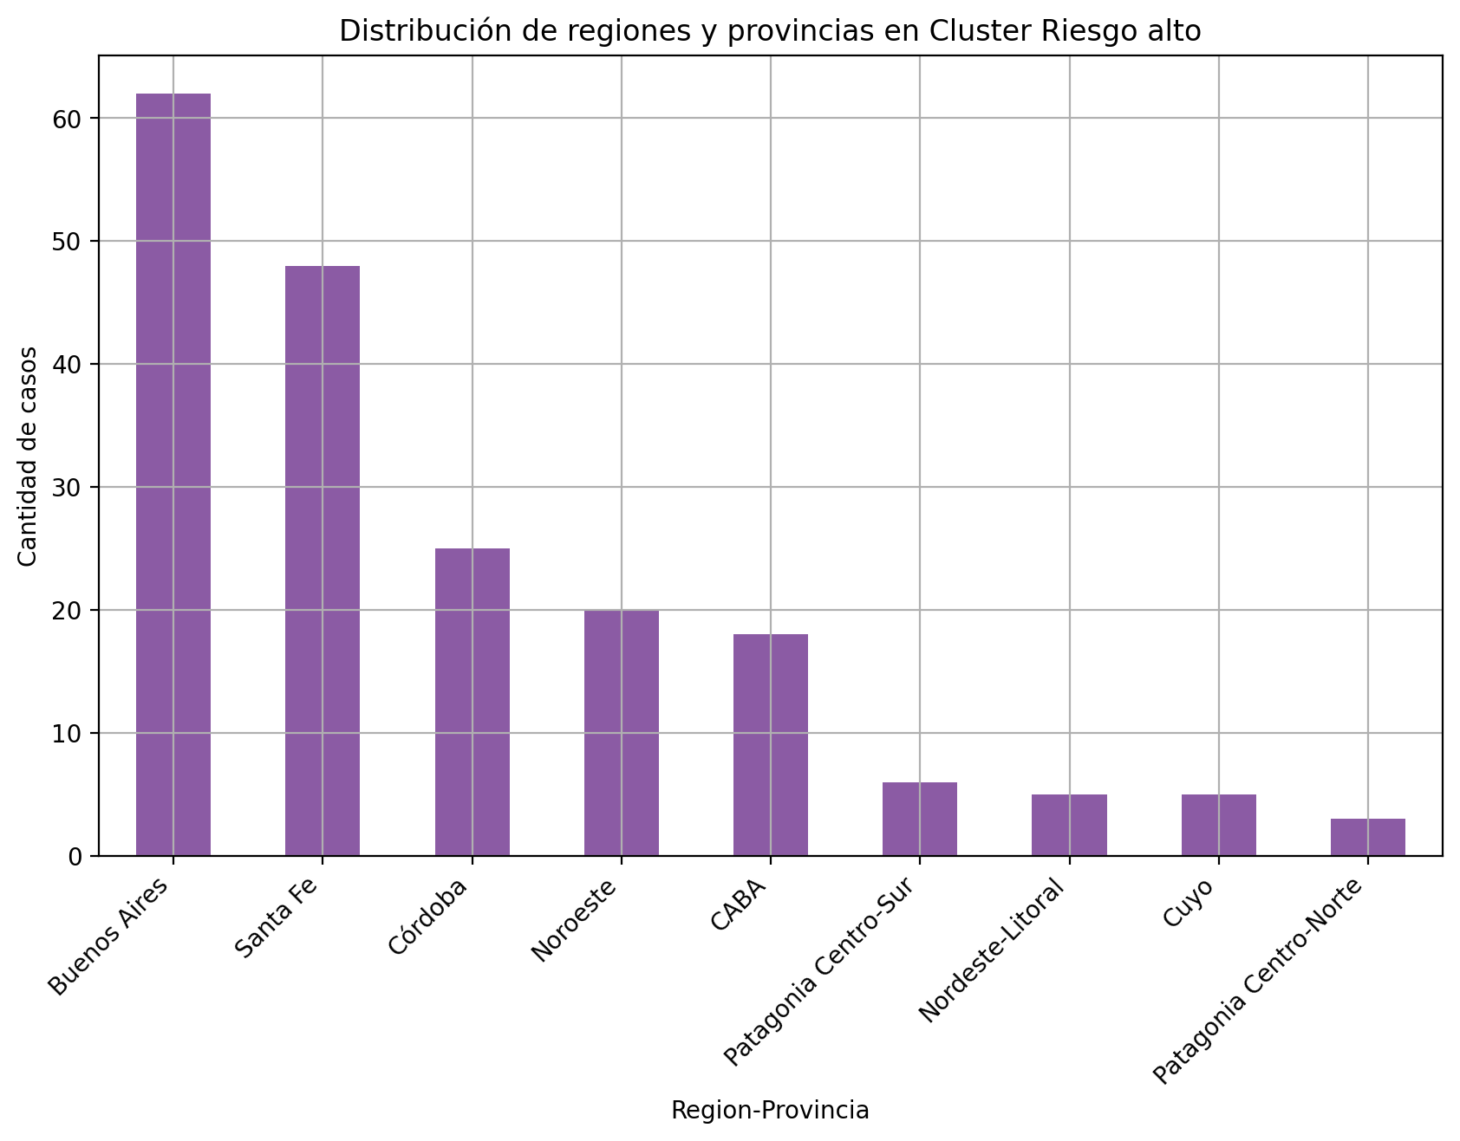 Distribución de regiones y provincias en Cluster Riesgo alto
Cantidad de casos
60
50
40
30
20
10
0
Buenos Aires
Santa Fe
Córdoba
Noroeste
CABA
Patagonia Centro-Sur
Nordeste-Litoral
Cuyo
Patagonia Centro-Norte
Region-Provincia